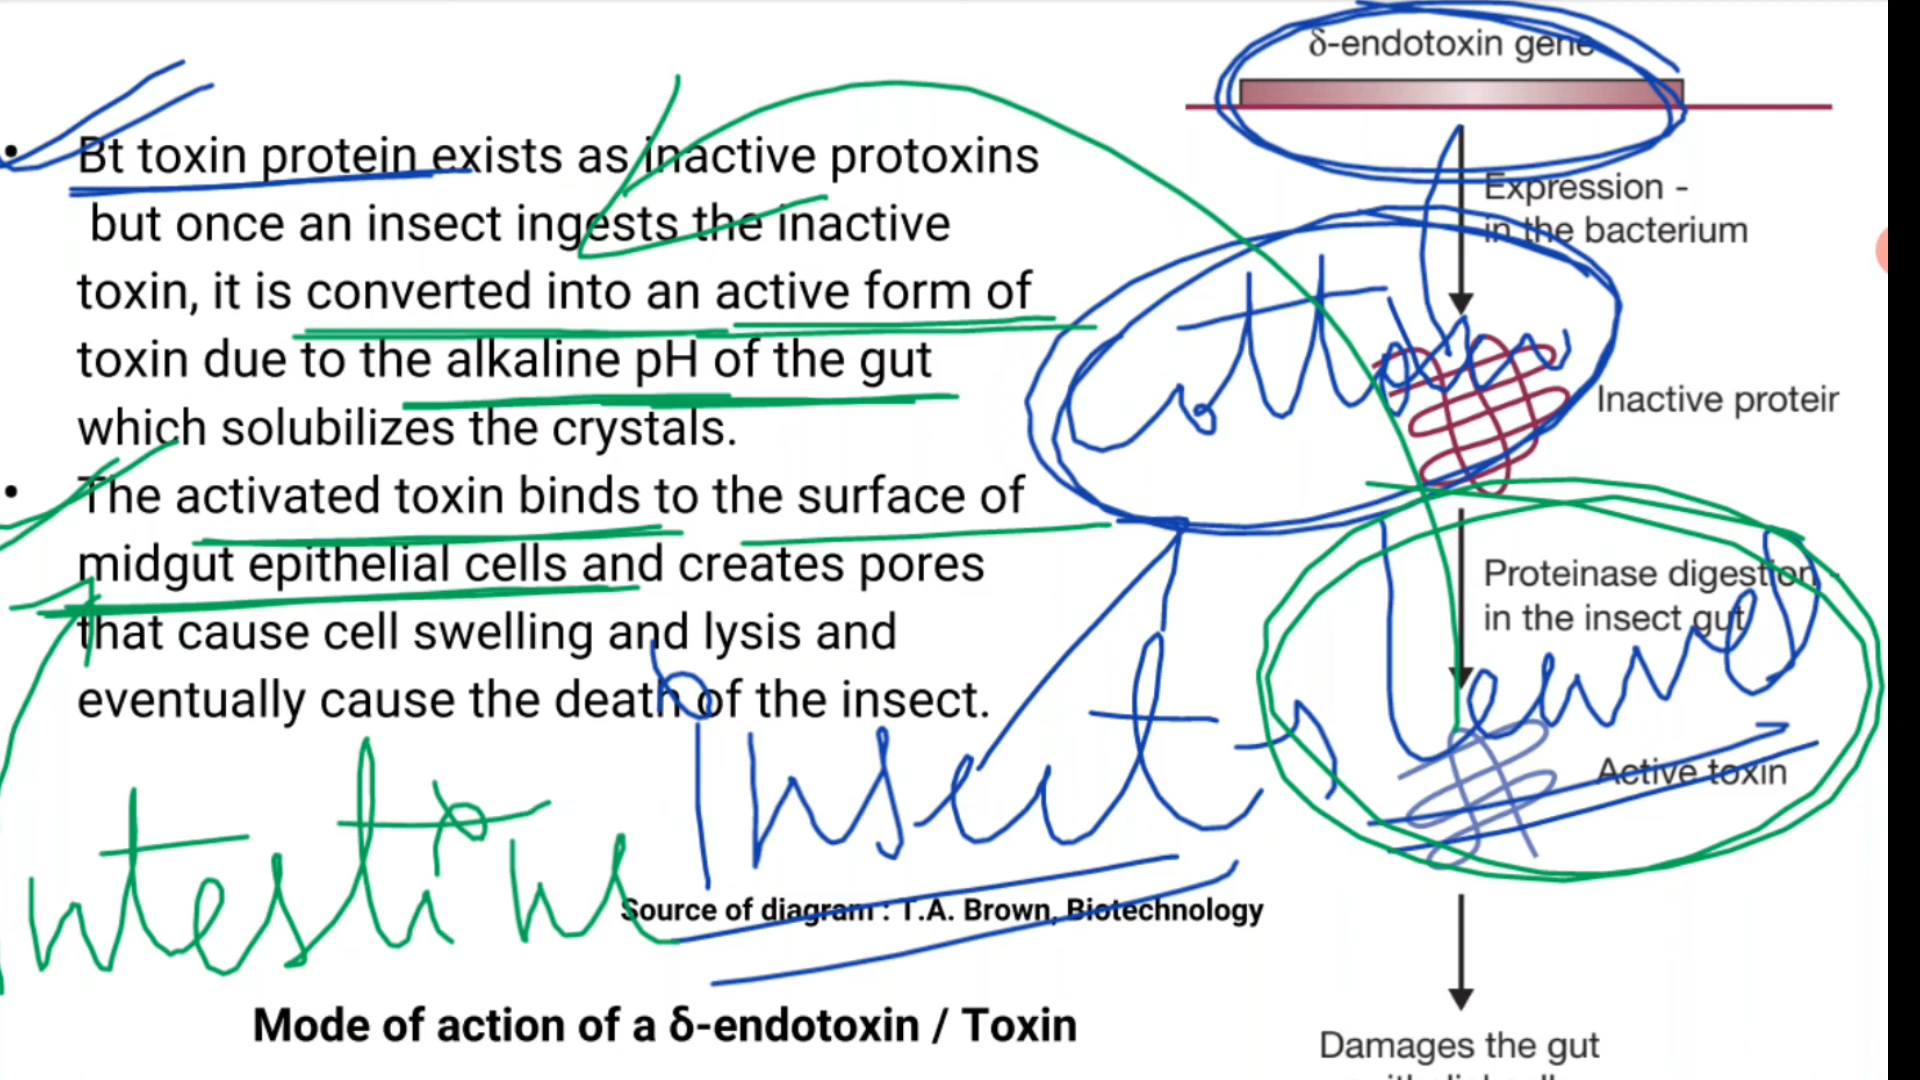 δ-endotoxin gene
• Bt toxin protein exists as inactive protoxins
but once an insect ingests the inactive
toxin, it is converted into an active form of
toxin due to the alkaline pH of the gut
which solubilizes the crystals.
• The activated toxin binds to the surface of
midgut epithelial cells and creates pores
that cause cell swelling and lysis and
eventually cause the death of the insect.
Expression -
in the bacterium
Cotton
Inactive protein
Proteinase digestion -
in the insect gut
Leaves
Active toxin
Insect
Intestine
Source of diagram : T.A. Brown, Biotechnology
Mode of action of a δ-endotoxin / Toxin
Damages the gut